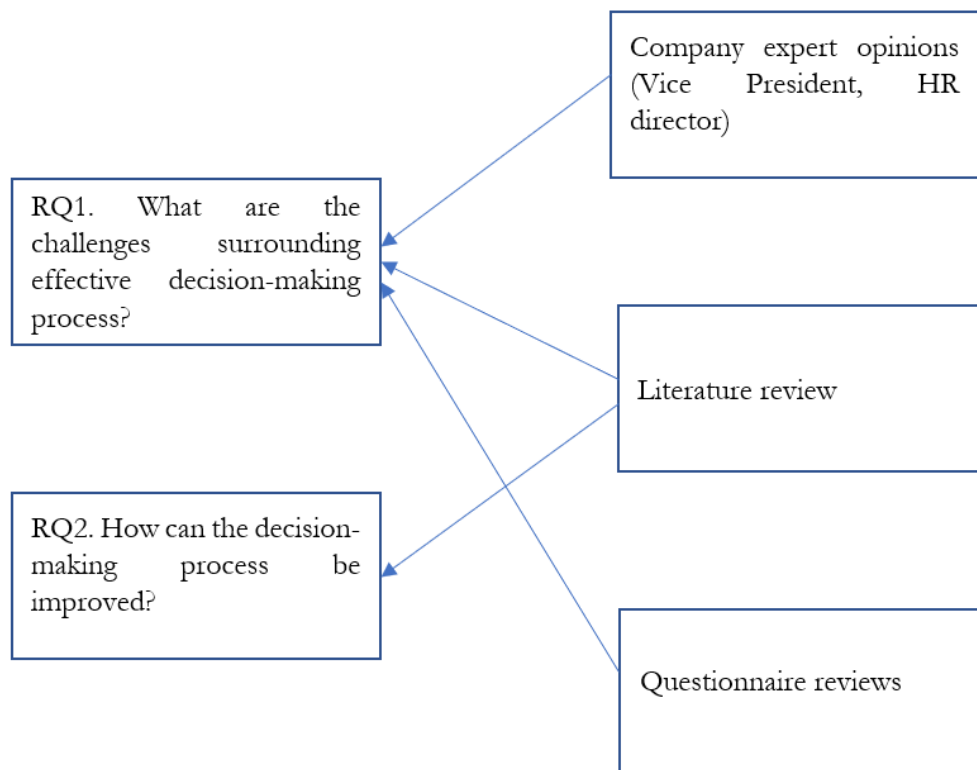 Company expert opinions
(Vice President, HR
director)
RQ1. What are the
challenges surrounding
effective decision-making
process?
Literature review
RQ2. How can the decision-
making process be
improved?
Questionnaire reviews